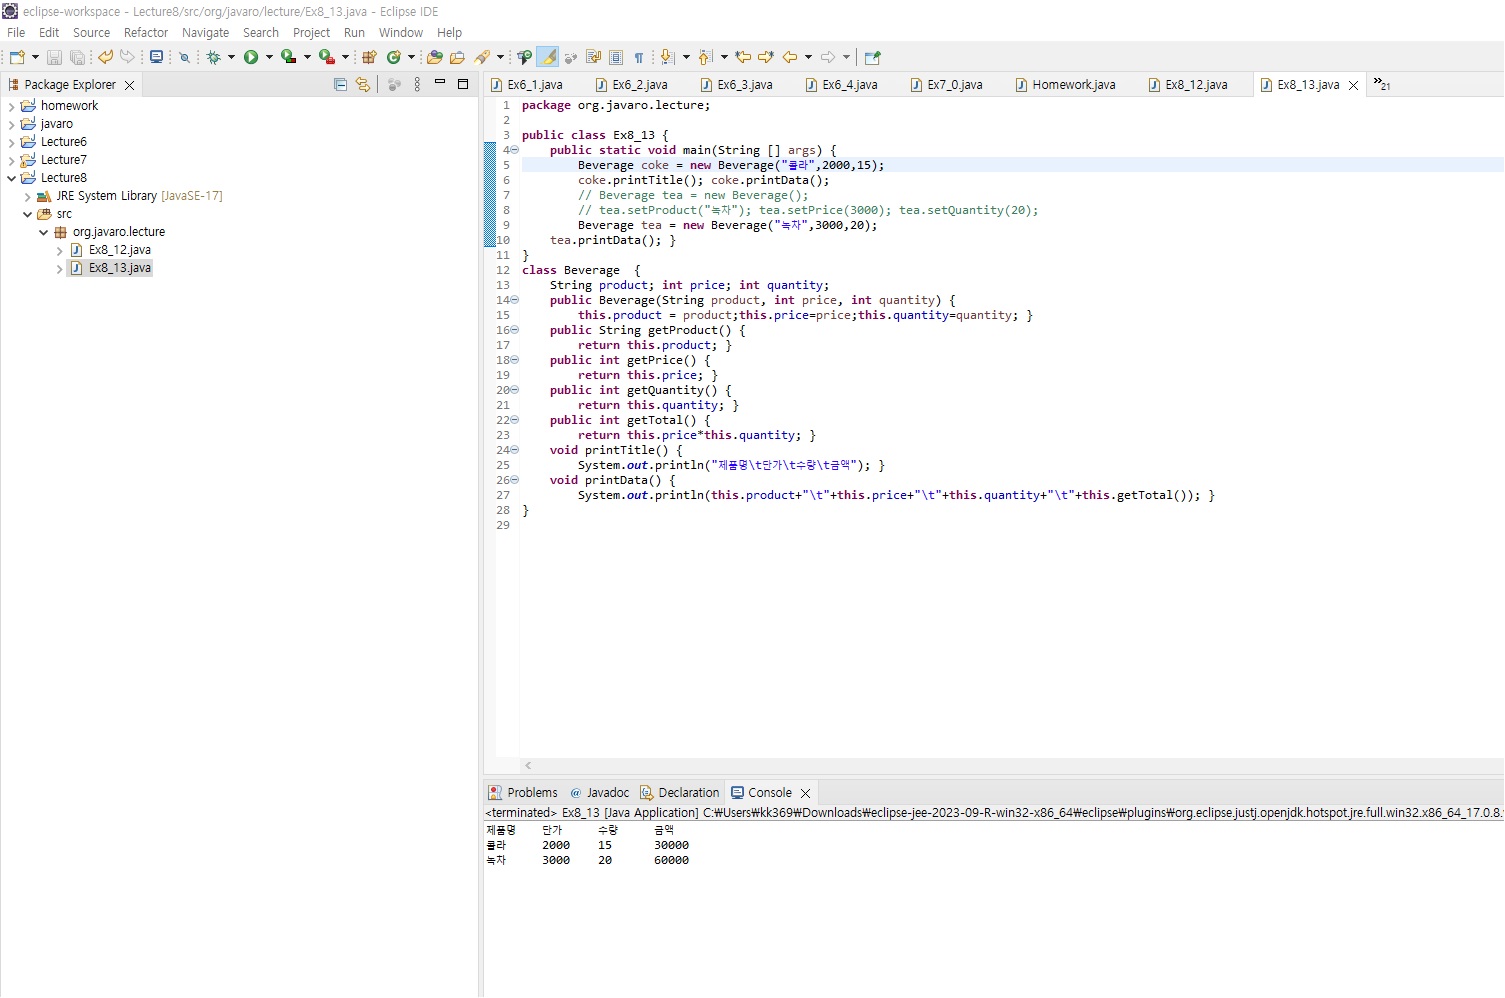 eclipse-workspace - Lecture8/src/org/javaro/lecture/Ex8_13.java - Eclipse IDE
File Edit Source Refactor Navigate Search Project Run Window Help
Package Explorer
homework
javaro
Lecture6
Lecture7
Lecture8
JRE System Library [JavaSE-17]
src
org.javaro.lecture
Ex8_12.java
Ex8_13.java
Ex6_1.java Ex6_2.java Ex6_3.java Ex6_4.java Ex7_0.java Homework.java Ex8_12.java Ex8_13.java »21
1 package org.javaro.lecture;
2
3 public class Ex8_13 {
4 public static void main(String [] args) {
5 Beverage coke = new Beverage("콜라",2000,15);
6 coke.printTitle(); coke.printData();
7 // Beverage tea = new Beverage();
8 // tea.setProduct("녹차"); tea.setPrice(3000); tea.setQuantity(20);
9 Beverage tea = new Beverage("녹차",3000,20);
10 tea.printData(); }
11 }
12 class Beverage {
13 String product; int price; int quantity;
14 public Beverage(String product, int price, int quantity) {
15 this.product = product;this.price=price;this.quantity=quantity; }
16 public String getProduct() {
17 return this.product; }
18 public int getPrice() {
19 return this.price; }
20 public int getQuantity() {
21 return this.quantity; }
22 public int getTotal() {
23 return this.price*this.quantity; }
24 void printTitle() {
25 System.out.println("제품명\t단가\t수량\t금액"); }
26 void printData() {
27 System.out.println(this.product+"\t"+this.price+"\t"+this.quantity+"\t"+this.getTotal()); }
28 }
29
Problems @ Javadoc Declaration Console
<terminated> Ex8_13 [Java Application] C:₩Users₩kk369₩Downloads₩eclipse-jee-2023-09-R-win32-x86_64₩eclipse₩plugins₩org.eclipse.justj.openjdk.hotspot.jre.full.win32.x86_64_17.0.8.
제품명 단가 수량 금액
콜라 2000 15 30000
녹차 3000 20 60000